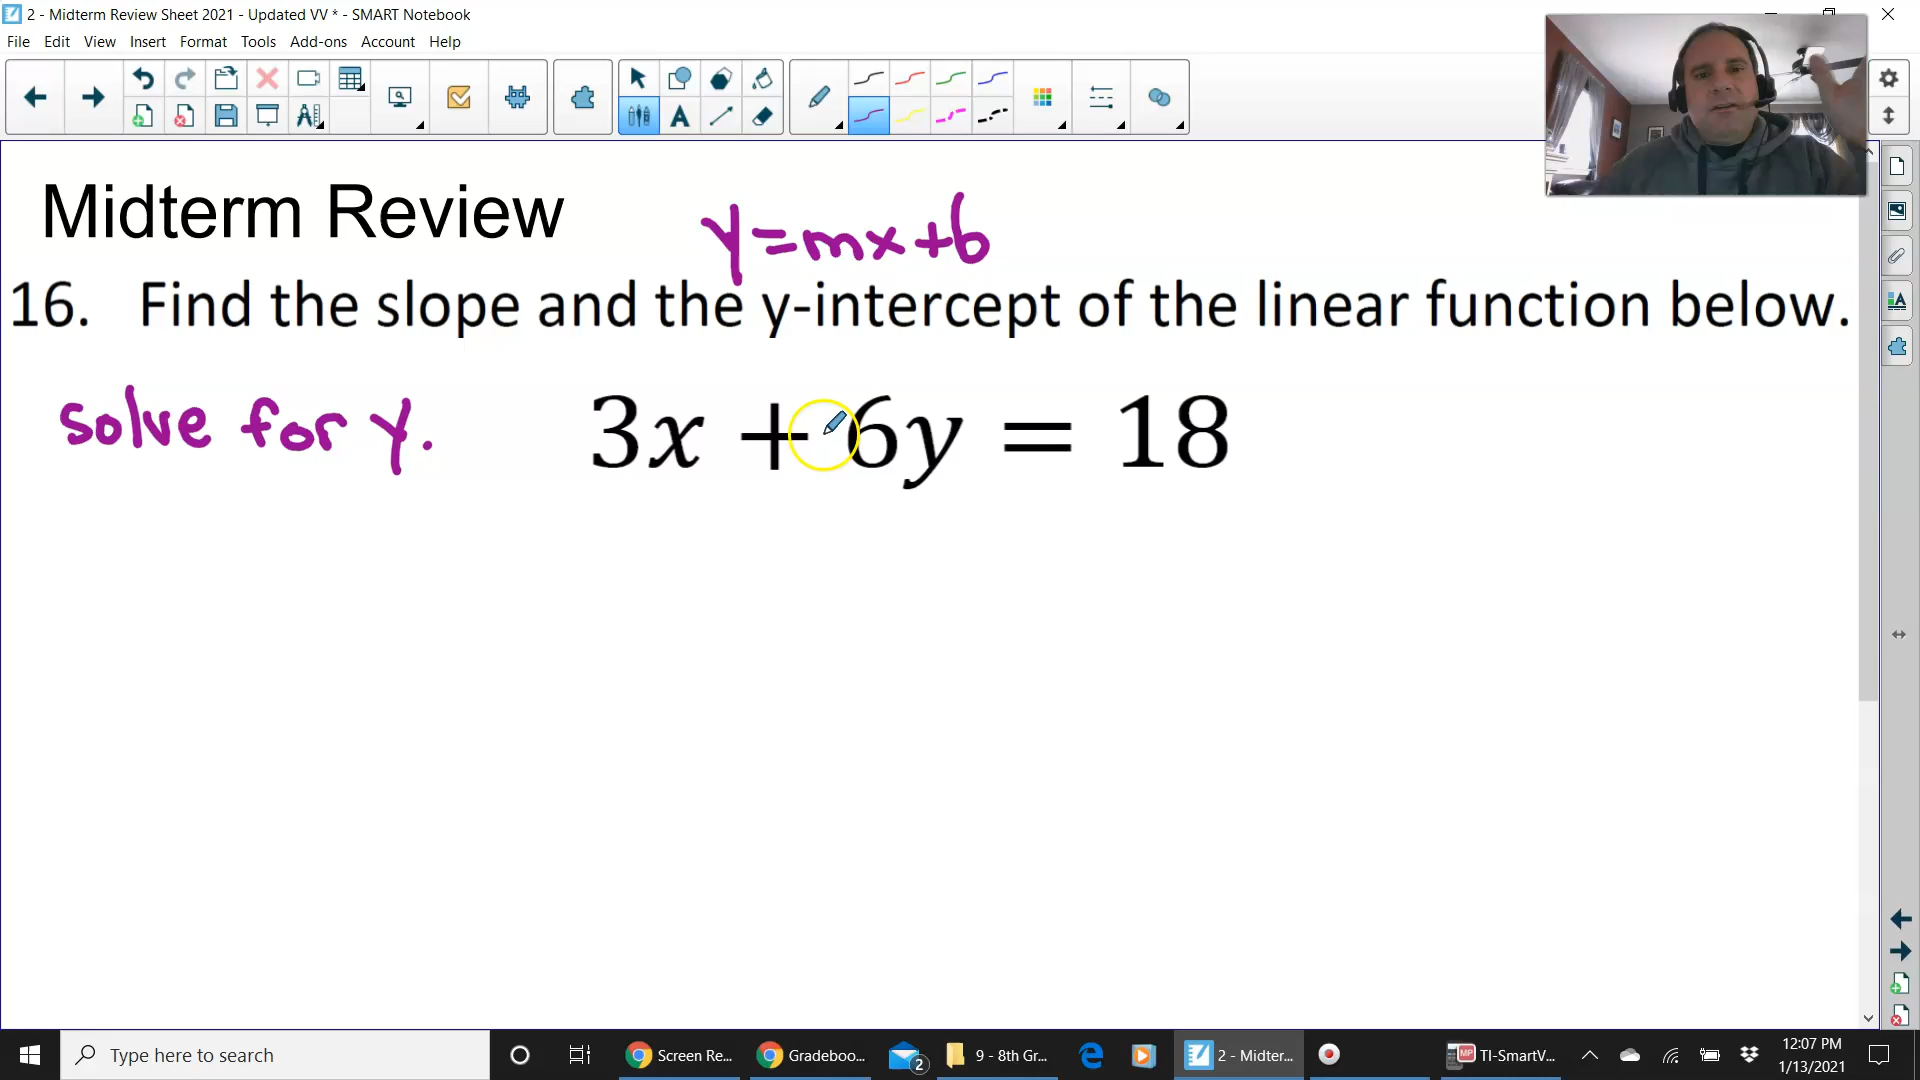 2 - Midterm Review Sheet 2021 - Updated VV * - SMART Notebook
File Edit View Insert Format Tools Add-ons Account Help
Midterm Review
y=mx+b
16. Find the slope and the y-intercept of the linear function below.
solve for y.
3x + 6y = 18
Type here to search
2
Screen Re...
Gradeboo...
9 - 8th Gr...
2 - Midter...
MP
TI-SmartV...
12:07 PM
1/13/2021